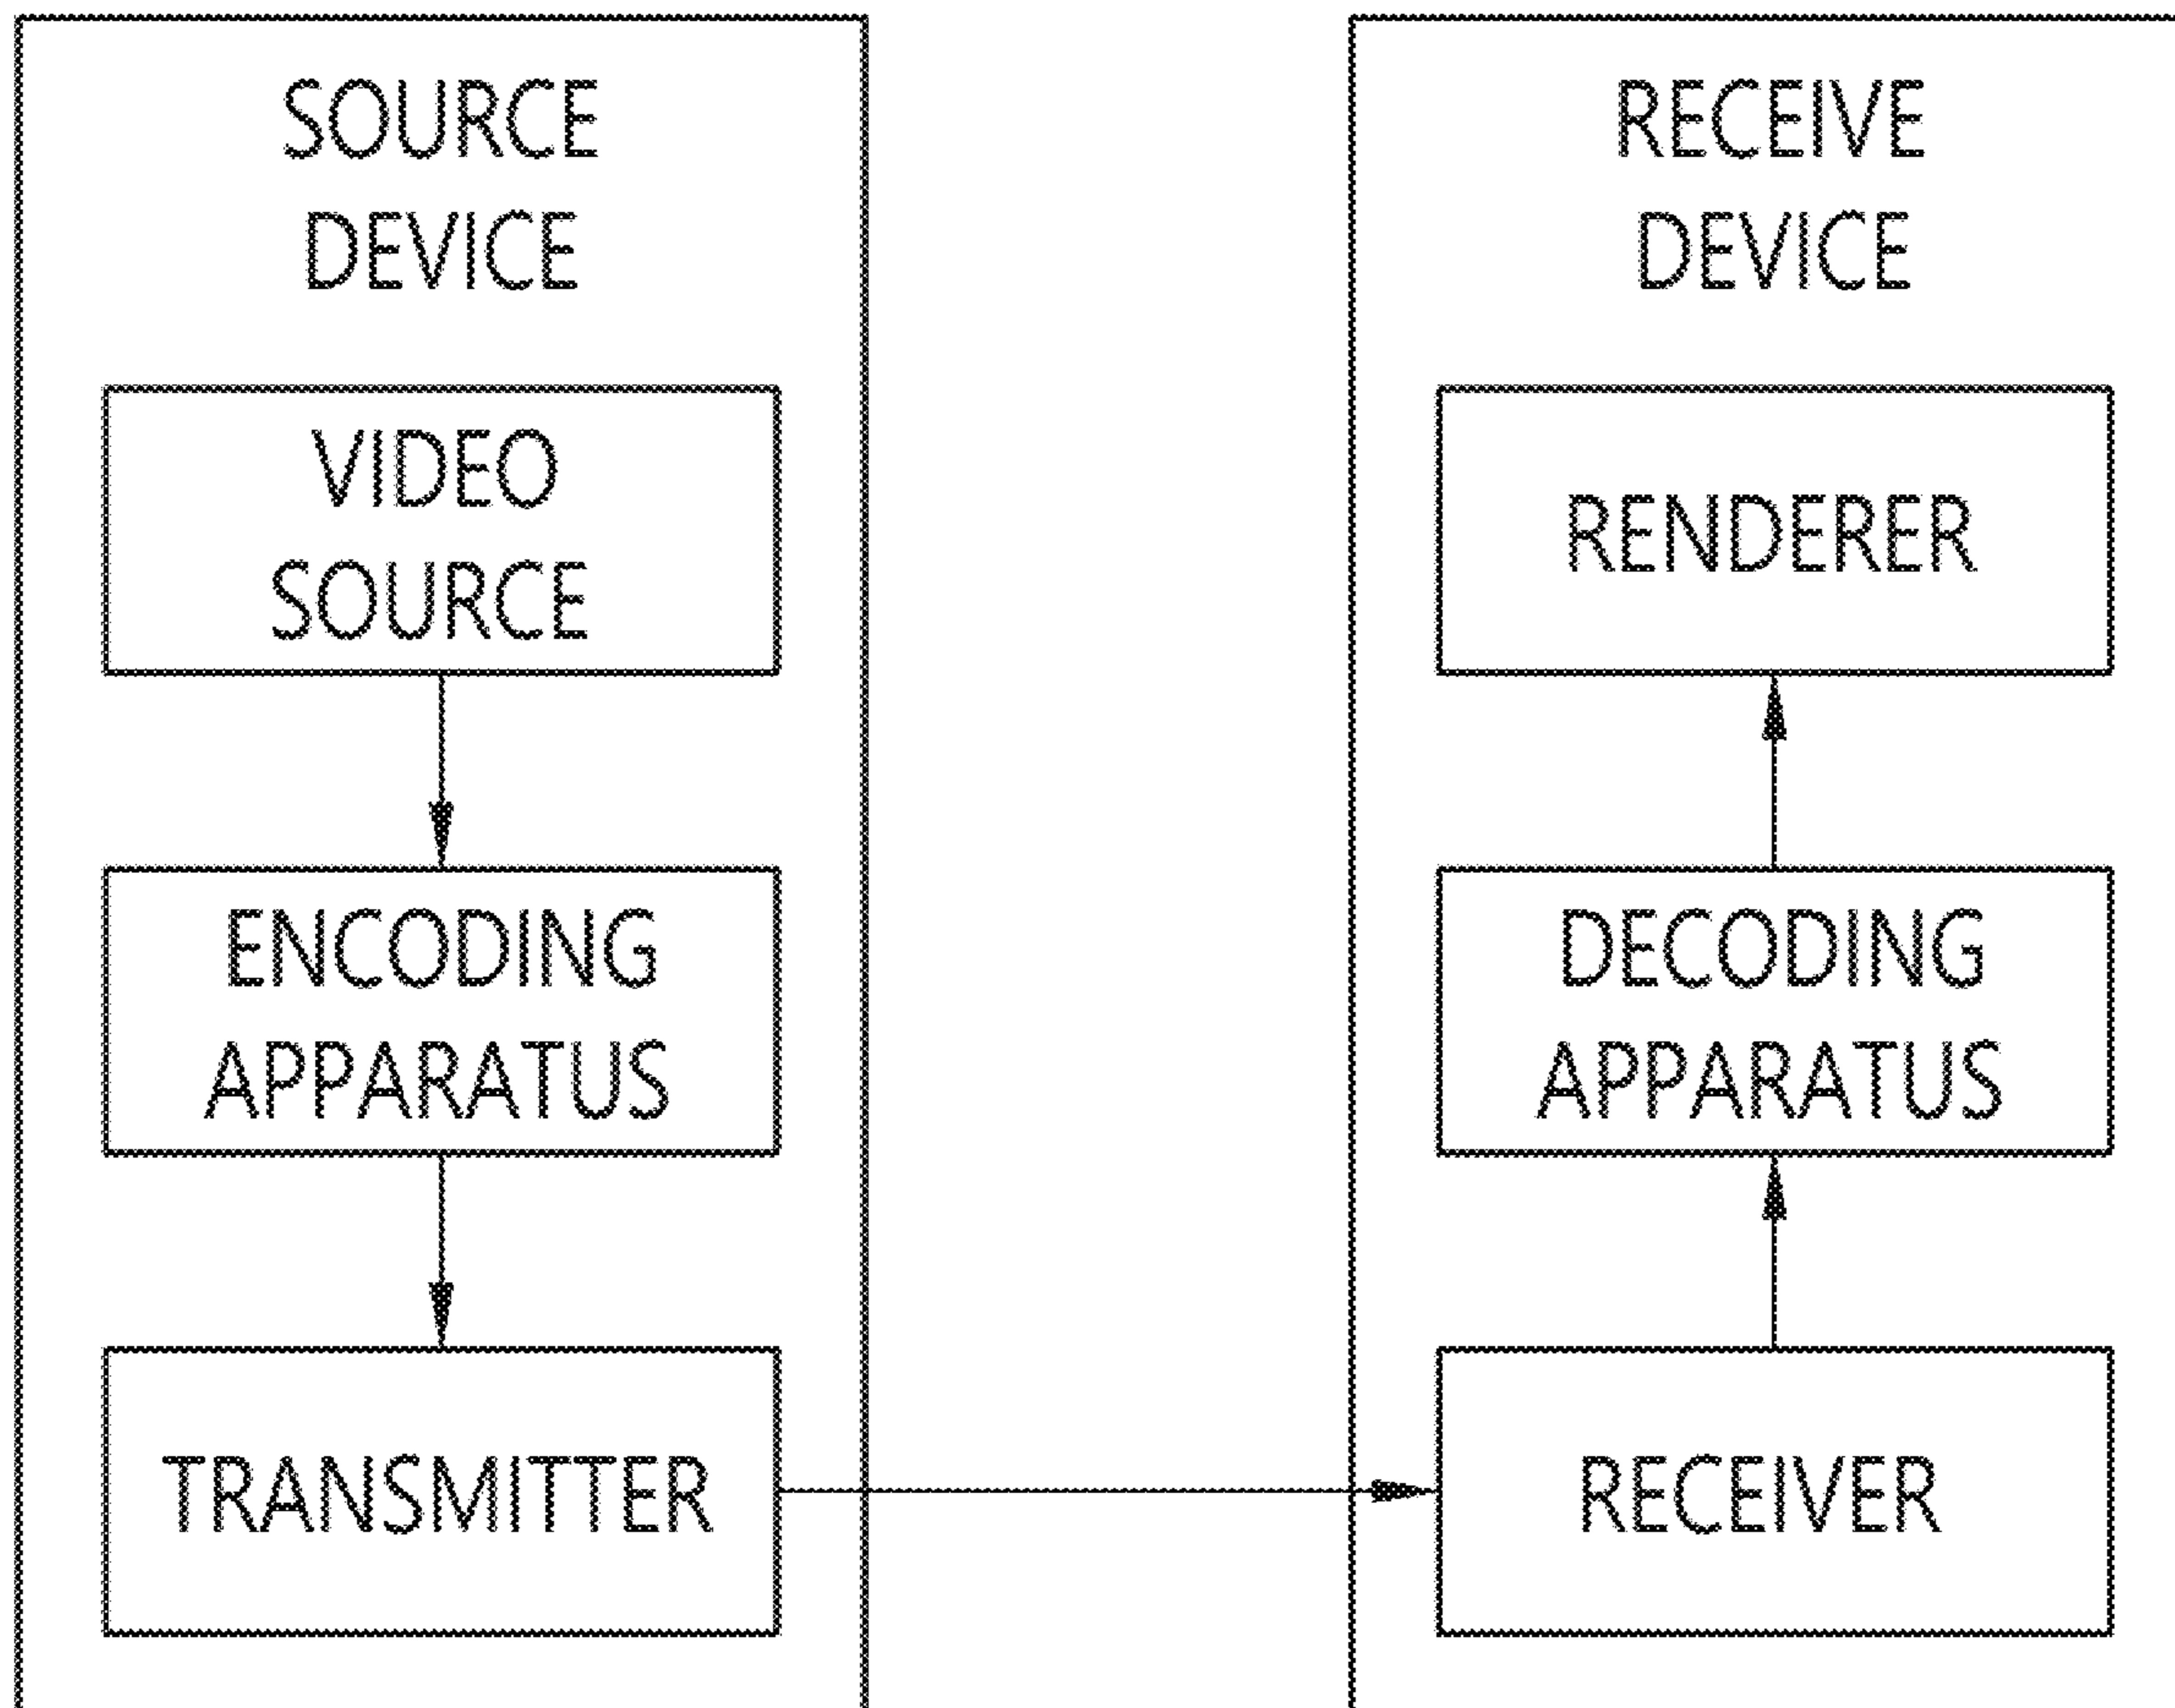 SOURCE
DEVICE
VIDEO
SOURCE
ENCODING
APPARATUS
TRANSMITTER
RECEIVE
DEVICE
RENDERER
DECODING
APPARATUS
RECEIVER